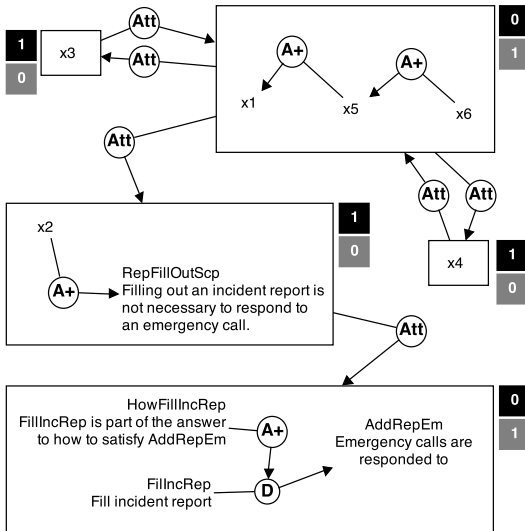 Att
1
0
x3
Att
0
1
A+
A+
x1
x5
x6
Att
Att
Att
1
0
x2
A+
RepFillOutScp
Filling out an incident report is
not necessary to respond to
an emergency call.
x4
1
0
Att
HowFillIncRep
FillIncRep is part of the answer
to how to satisfy AddRepEm
A+
AddRepEm
Emergency calls are
responded to
0
1
FilIncRep
Fill incident report
D